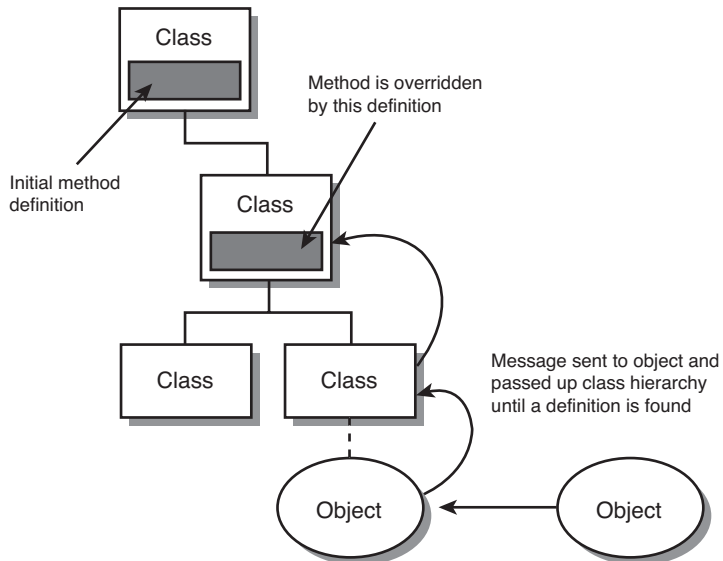 Class
Method is overridden
by this definition
Initial method
definition
Class
Class
Class
Message sent to object and
passed up class hierarchy
until a definition is found
Object
Object